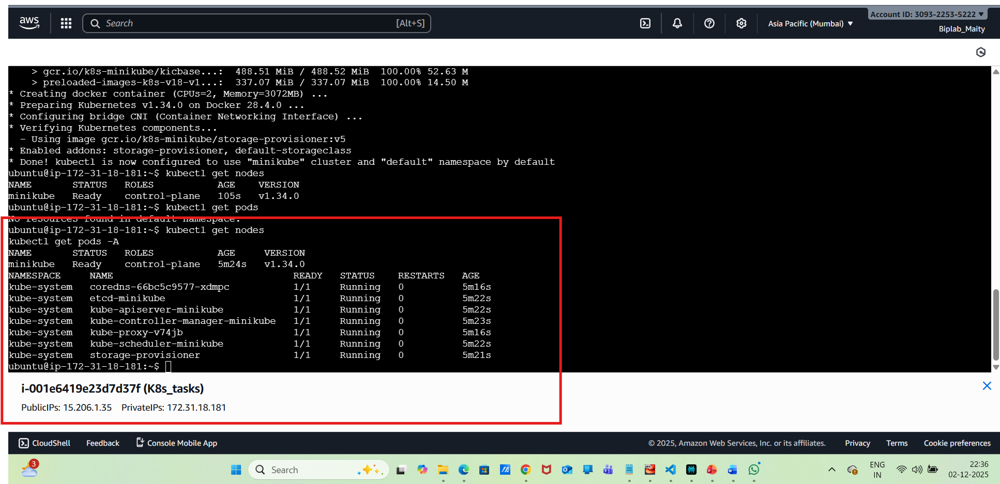 aws
Search [Alt+S]
Asia Pacific (Mumbai)
Account ID: 3093-2253-5222
Biplab_Maity
> gcr.io/k8s-minikube/kicbase...:  488.51 MiB / 488.52 MiB  100.00% 52.63 M
> preloaded-images-k8s-v18-v1...:  337.07 MiB / 337.07 MiB  100.00% 14.50 M
* Creating docker container (CPUs=2, Memory=3072MB) ...
* Preparing Kubernetes v1.34.0 on Docker 28.4.0 ...
* Configuring bridge CNI (Container Networking Interface) ...
* Verifying Kubernetes components...
- Using image gcr.io/k8s-minikube/storage-provisioner:v5
* Enabled addons: storage-provisioner, default-storageclass
* Done! kubectl is now configured to use "minikube" cluster and "default" namespace by default
ubuntu@ip-172-31-18-181:~$ kubectl get nodes
NAME STATUS ROLES AGE VERSION
minikube Ready control-plane 105s v1.34.0
ubuntu@ip-172-31-18-181:~$ kubectl get pods
No resources found in default namespace.
ubuntu@ip-172-31-18-181:~$ kubectl get nodes
kubectl get pods -A
NAME STATUS ROLES AGE VERSION
minikube Ready control-plane 5m24s v1.34.0
NAMESPACE NAME READY STATUS RESTARTS AGE
kube-system coredns-66bc5c9577-xdmpc 1/1 Running 0 5m16s
kube-system etcd-minikube 1/1 Running 0 5m22s
kube-system kube-apiserver-minikube 1/1 Running 0 5m22s
kube-system kube-controller-manager-minikube 1/1 Running 0 5m23s
kube-system kube-proxy-v74jb 1/1 Running 0 5m16s
kube-system kube-scheduler-minikube 1/1 Running 0 5m22s
kube-system storage-provisioner 1/1 Running 0 5m21s
ubuntu@ip-172-31-18-181:~$
i-001e6419e23d7d37f (K8s_tasks)
PublicIPs: 15.206.1.35 PrivateIPs: 172.31.18.181
CloudShell Feedback Console Mobile App © 2025, Amazon Web Services, Inc. or its affiliates. Privacy Terms Cookie preferences
3
Search
ENG
IN
22:36
02-12-2025